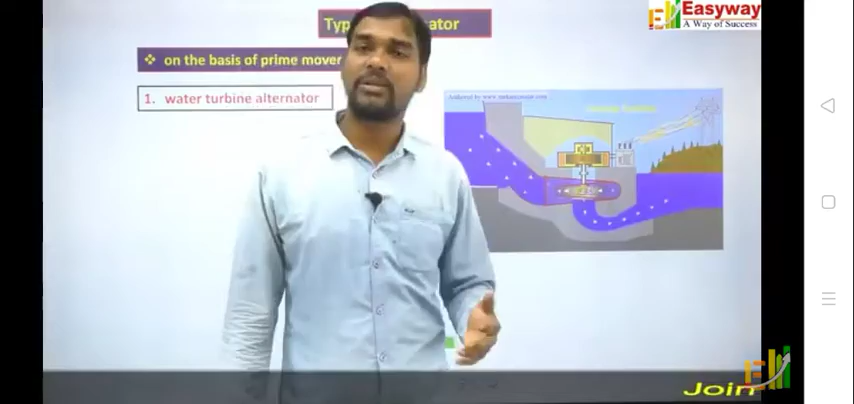 Easyway
A Way of Success
on the basis of prime mover
1. water turbine alternator
Join